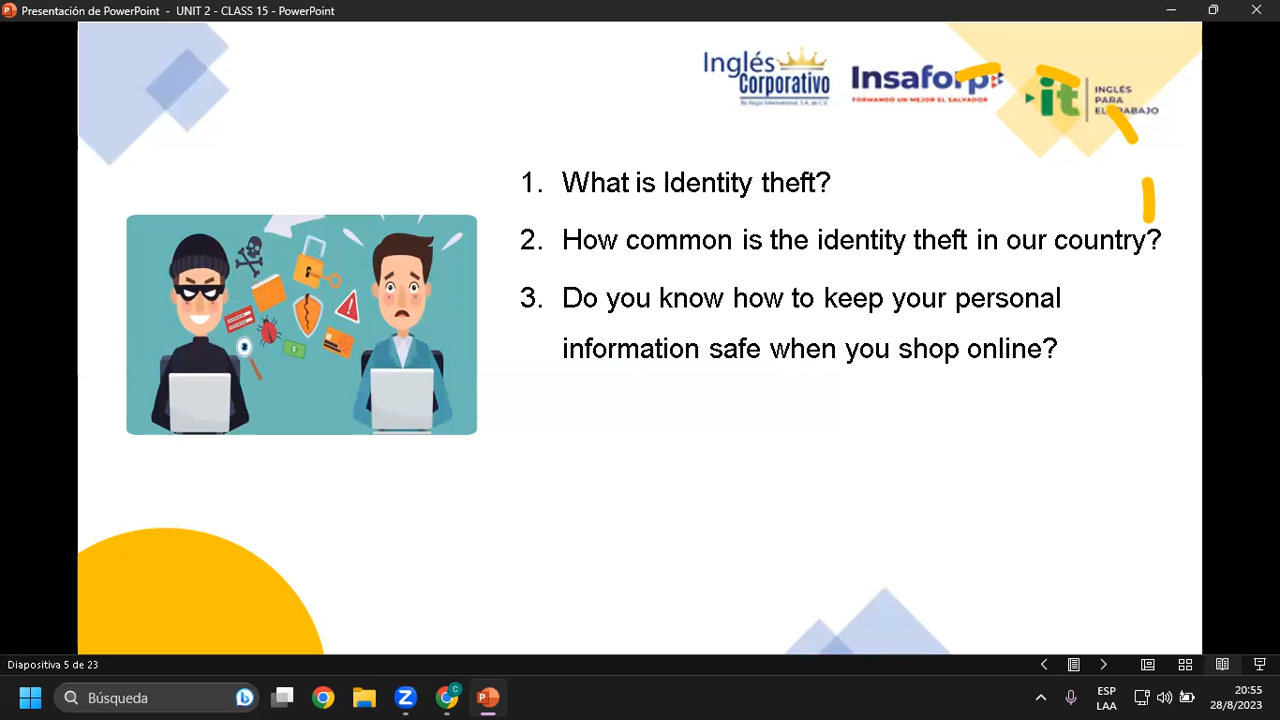 Presentación de PowerPoint - UNIT 2 - CLASS 15 - PowerPoint
Inglés
Corporativo
Insaforp
FORMANDO UN MEJOR EL SALVADOR
it
INGLÉS
PARA
EL TRABAJO
1. What is Identity theft?
2. How common is the identity theft in our country?
3. Do you know how to keep your personal
information safe when you shop online?
Diapositiva 5 de 23
Búsqueda
ESP
LAA
20:55
28/8/2023